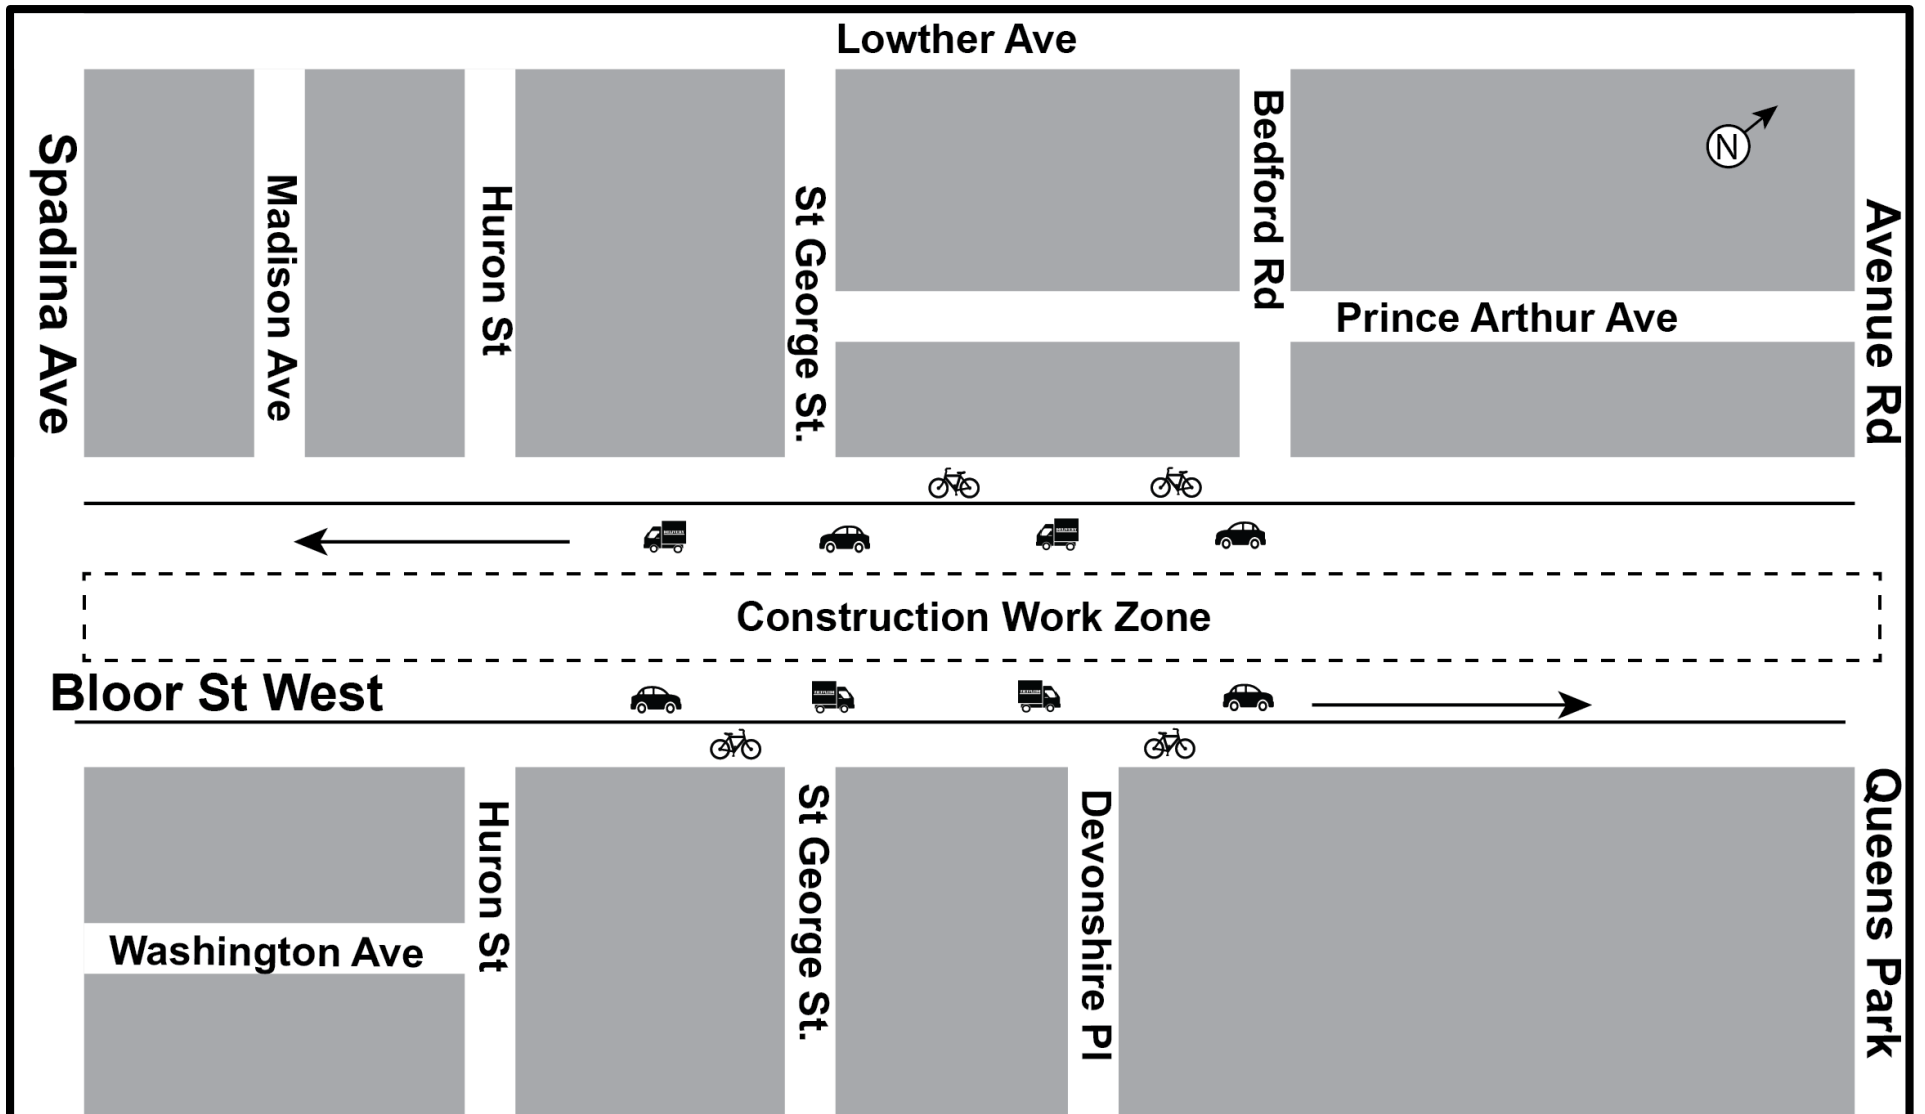 Lowther Ave
Spadina Ave
Madison Ave
Huron St
St George St.
Bedford Rd
N
Avenue Rd
Prince Arthur Ave
Construction Work Zone
Bloor St West
Huron St
St George St.
Devonshire Pl
Queens Park
Washington Ave